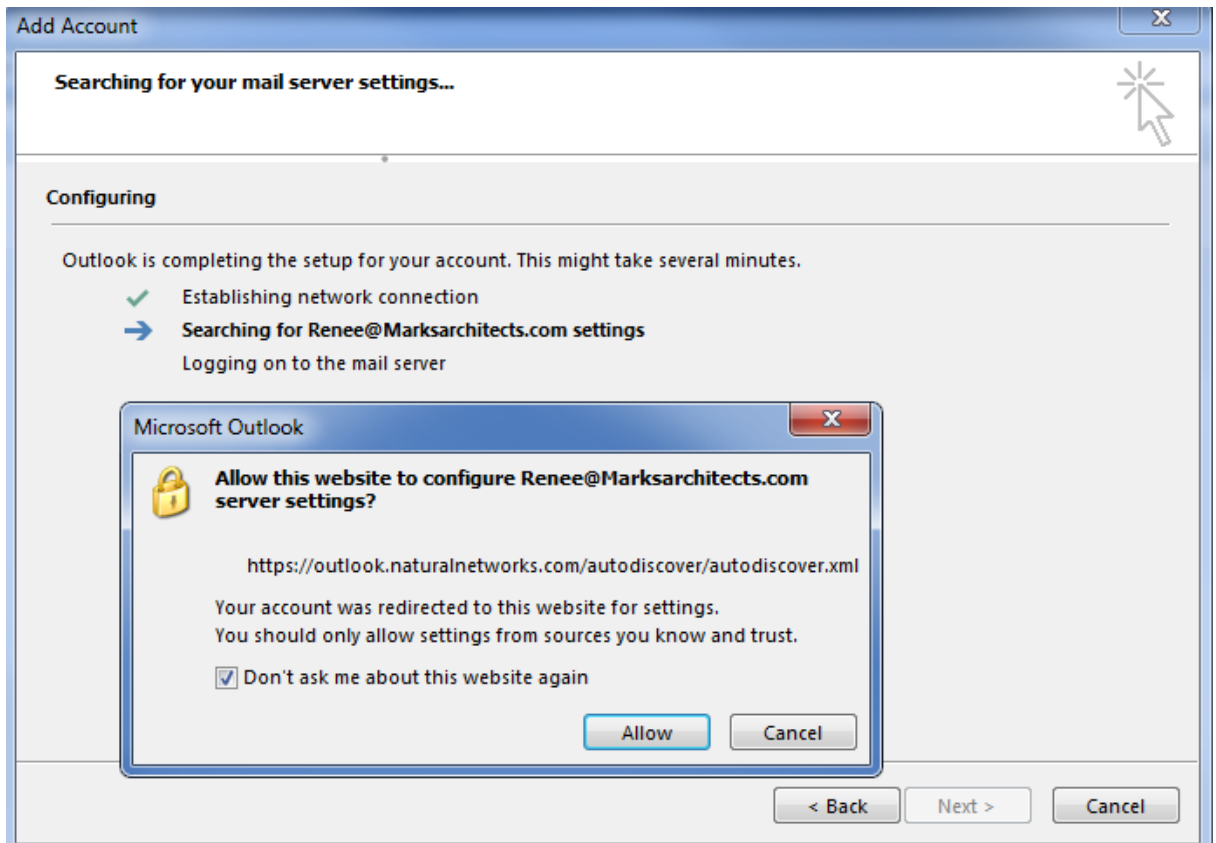 Add Account
Searching for your mail server settings...
Configuring
Outlook is completing the setup for your account. This might take several minutes.
Establishing network connection
Searching for Renee@Marksarchitects.com settings
Logging on to the mail server
Microsoft Outlook
Allow this website to configure Renee@Marksarchitects.com
server settings?
https://outlook.naturalnetworks.com/autodiscover/autodiscover.xml
Your account was redirected to this website for settings.
You should only allow settings from sources you know and trust.
Don't ask me about this website again
Allow Cancel
< Back Next > Cancel